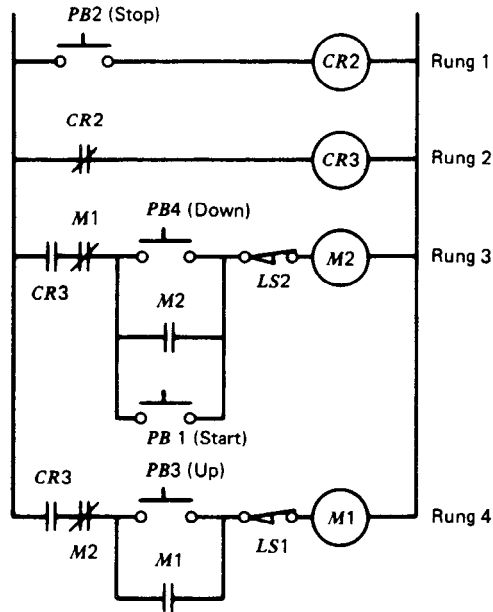 PB2 (Stop)
CR2
Rung 1
CR2
CR3
Rung 2
M1
PB4 (Down)
CR3
LS2
M2
Rung 3
M2
PB 1 (Start)
CR3
PB3 (Up)
M2
LS1
M1
Rung 4
M1